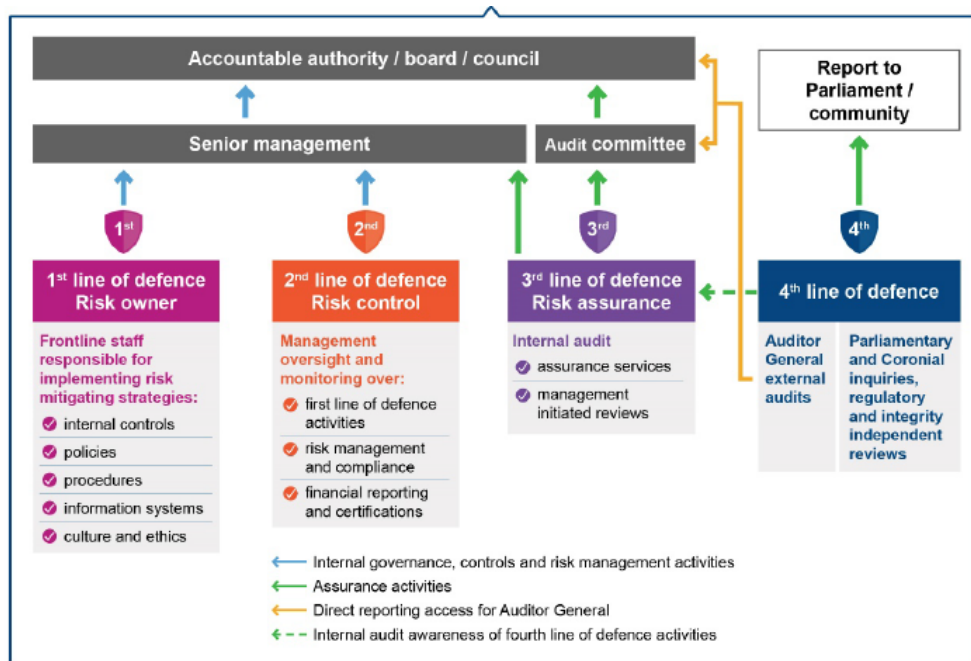 Accountable authority / board / council
Report to
Parliament /
community
Senior management
Audit committee
1st
2nd
3rd
4th
1st line of defence
Risk owner
2nd line of defence
Risk control
3rd line of defence
Risk assurance
4th line of defence
Frontline staff
responsible for
implementing risk
mitigating strategies:
internal controls
policies
procedures
information systems
culture and ethics
Management
oversight and
monitoring over:
first line of defence
activities
risk management
and compliance
financial reporting
and certifications
Internal audit
assurance services
management
initiated reviews
Auditor
General
external
audits
Parliamentary
and Coronial
inquiries,
regulatory
and integrity
independent
reviews
Internal governance, controls and risk management activities
Assurance activities
Direct reporting access for Auditor General
Internal audit awareness of fourth line of defence activities